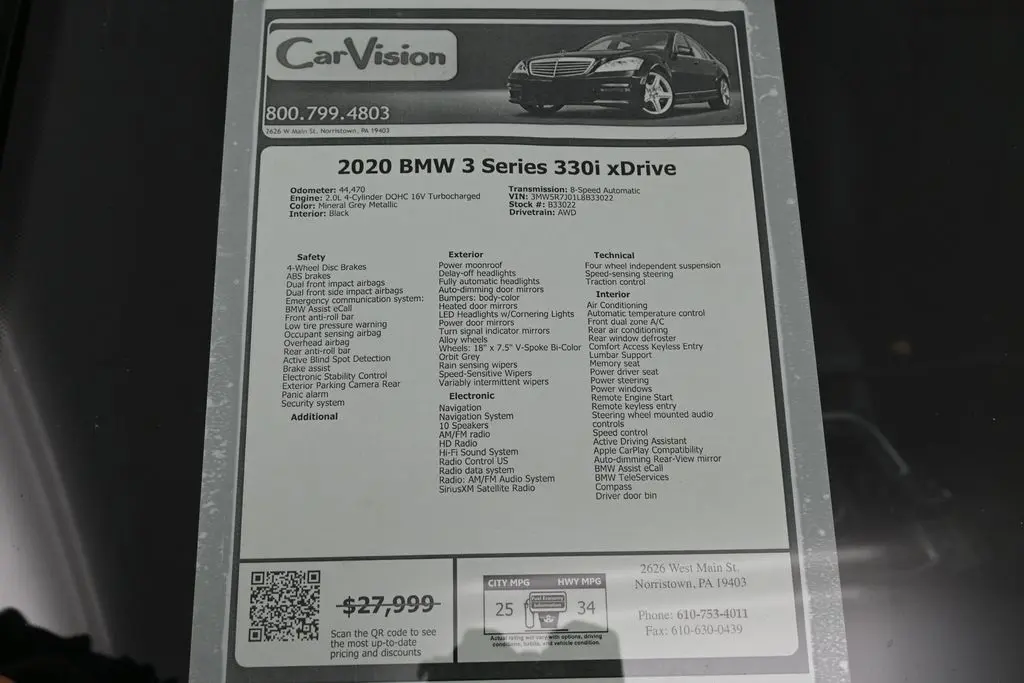 CarVision
800.799.4803
2626 W Main St, Norristown, PA 19403
2020 BMW 3 Series 330i xDrive
Odometer: 44,470
Engine: 2.0L 4-Cylinder DOHC 16V Turbocharged
Color: Mineral Grey Metallic
Interior: Black
Transmission: 8-Speed Automatic
VIN: 3MW5R7J01L8B33022
Stock #: B33022
Drivetrain: AWD
Safety
4-Wheel Disc Brakes
ABS brakes
Dual front impact airbags
Dual front side impact airbags
Emergency communication system:
BMW Assist eCall
Front anti-roll bar
Low tire pressure warning
Occupant sensing airbag
Overhead airbag
Rear anti-roll bar
Active Blind Spot Detection
Brake assist
Electronic Stability Control
Exterior Parking Camera Rear
Panic alarm
Security system
Additional
Exterior
Power moonroof
Delay-off headlights
Fully automatic headlights
Auto-dimming door mirrors
Bumpers: body-color
Heated door mirrors
LED Headlights w/Cornering Lights
Power door mirrors
Turn signal indicator mirrors
Alloy wheels
Wheels: 18" x 7.5" V-Spoke Bi-Color
Orbit Grey
Rain sensing wipers
Speed-Sensitive Wipers
Variably intermittent wipers
Electronic
Navigation
Navigation System
10 Speakers
AM/FM radio
HD Radio
Hi-Fi Sound System
Radio Control US
Radio data system
Radio: AM/FM Audio System
SiriusXM Satellite Radio
Technical
Four wheel independent suspension
Speed-sensing steering
Traction control
Interior
Air Conditioning
Automatic temperature control
Front dual zone A/C
Rear air conditioning
Rear window defroster
Comfort Access Keyless Entry
Lumbar Support
Memory seat
Power driver seat
Power steering
Power windows
Remote Engine Start
Remote keyless entry
Steering wheel mounted audio
controls
Speed control
Active Driving Assistant
Apple CarPlay Compatibility
Auto-dimming Rear-View mirror
BMW Assist eCall
BMW TeleServices
Compass
Driver door bin
$27,999
Scan the QR code to see
the most up-to-date
pricing and discounts
CITY MPG
HWY MPG
25
Fuel Economy
Information
34
Actual rating will vary with options, driving
conditions, habits, and vehicle condition.
2626 West Main St.
Norristown, PA 19403
Phone: 610-753-4011
Fax: 610-630-0439